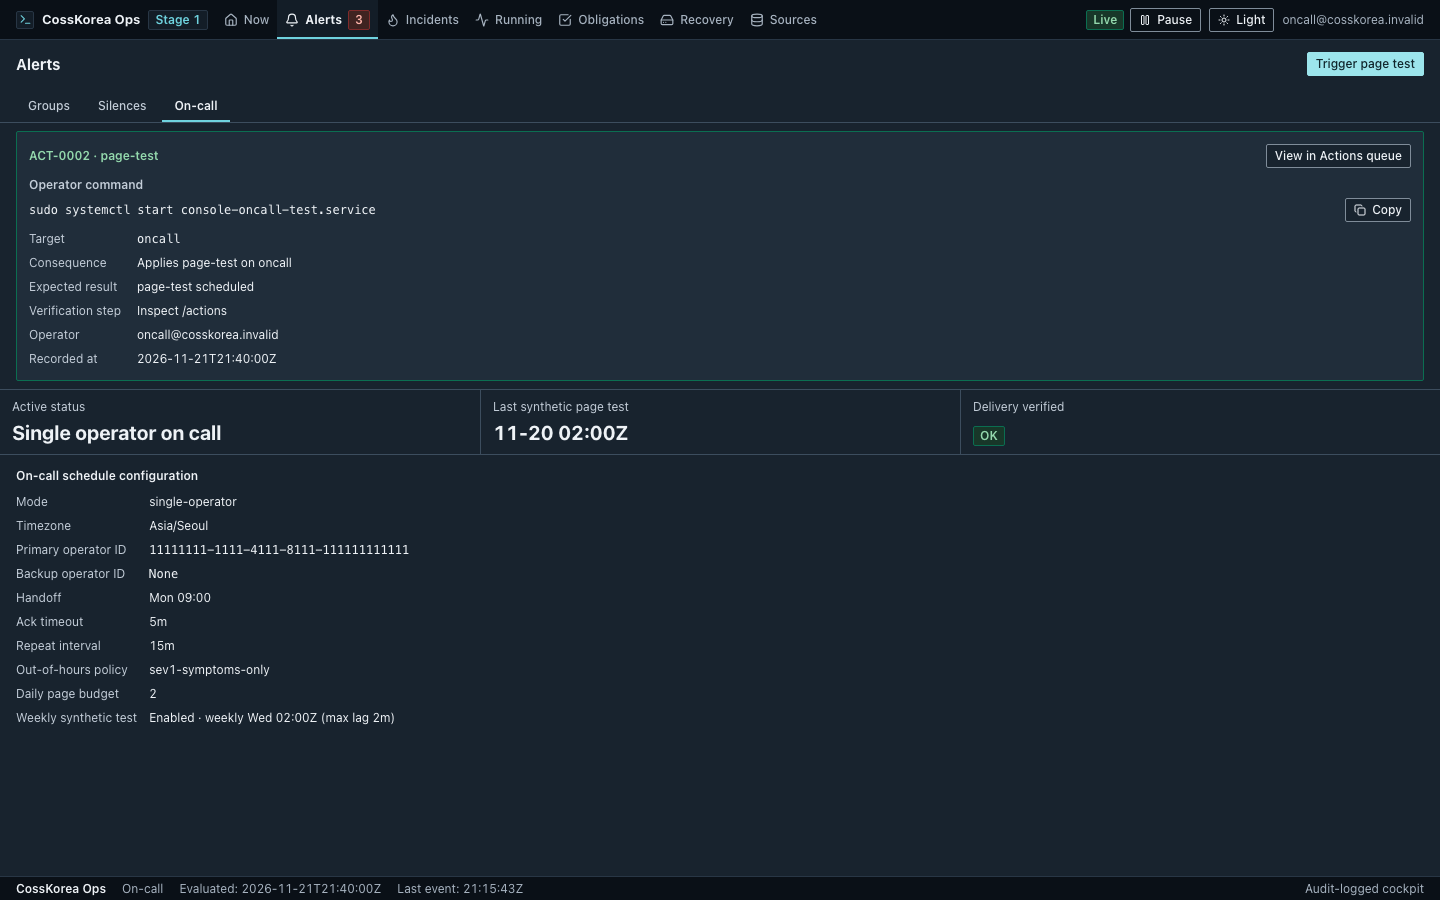 CossKorea Ops Stage 1 Now Alerts 3 Incidents Running Obligations Recovery Sources Live Pause Light oncall@cosskorea.invalid
Alerts Trigger page test
Groups Silences On-call
ACT-0002 · page-test View in Actions queue
Operator command
sudo systemctl start console-oncall-test.service Copy
Target oncall
Consequence Applies page-test on oncall
Expected result page-test scheduled
Verification step Inspect /actions
Operator oncall@cosskorea.invalid
Recorded at 2026-11-21T21:40:00Z
Active status Last synthetic page test Delivery verified
Single operator on call 11-20 02:00Z OK
On-call schedule configuration
Mode single-operator
Timezone Asia/Seoul
Primary operator ID 11111111-1111-4111-8111-111111111111
Backup operator ID None
Handoff Mon 09:00
Ack timeout 5m
Repeat interval 15m
Out-of-hours policy sev1-symptoms-only
Daily page budget 2
Weekly synthetic test Enabled · weekly Wed 02:00Z (max lag 2m)
CossKorea Ops On-call Evaluated: 2026-11-21T21:40:00Z Last event: 21:15:43Z Audit-logged cockpit